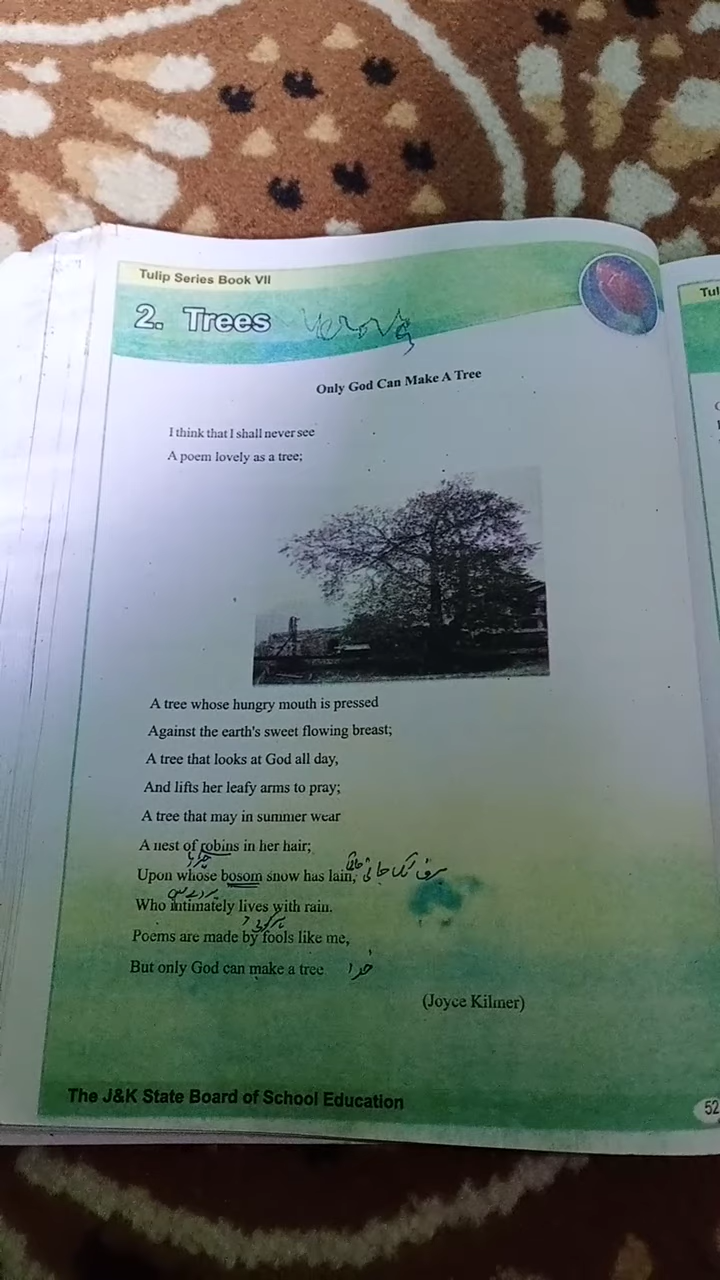 Tulip Series Book VII
Tul
2. Trees
Only God Can Make A Tree
I think that I shall never see
A poem lovely as a tree;
A tree whose hungry mouth is pressed
Against the earth's sweet flowing breast;
A tree that looks at God all day,
And lifts her leafy arms to pray;
A tree that may in summer wear
A nest of robins in her hair;
Upon whose bosom snow has lain,
Who intimately lives with rain.
Poems are made by fools like me,
But only God can make a tree خدا
(Joyce Kilmer)
The J&K State Board of School Education
52